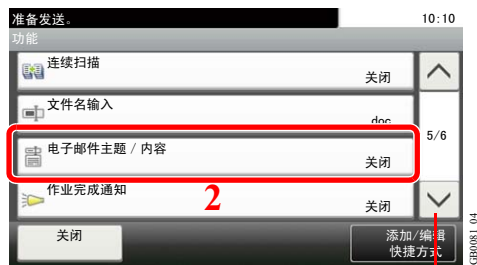 准备发送。
10:10
功能
连续扫描
关闭
文件名输入
doc
5/6
电子邮件主题 / 内容
关闭
作业完成通知
2
关闭
关闭
添加/编辑
快捷方式
GB0081_04